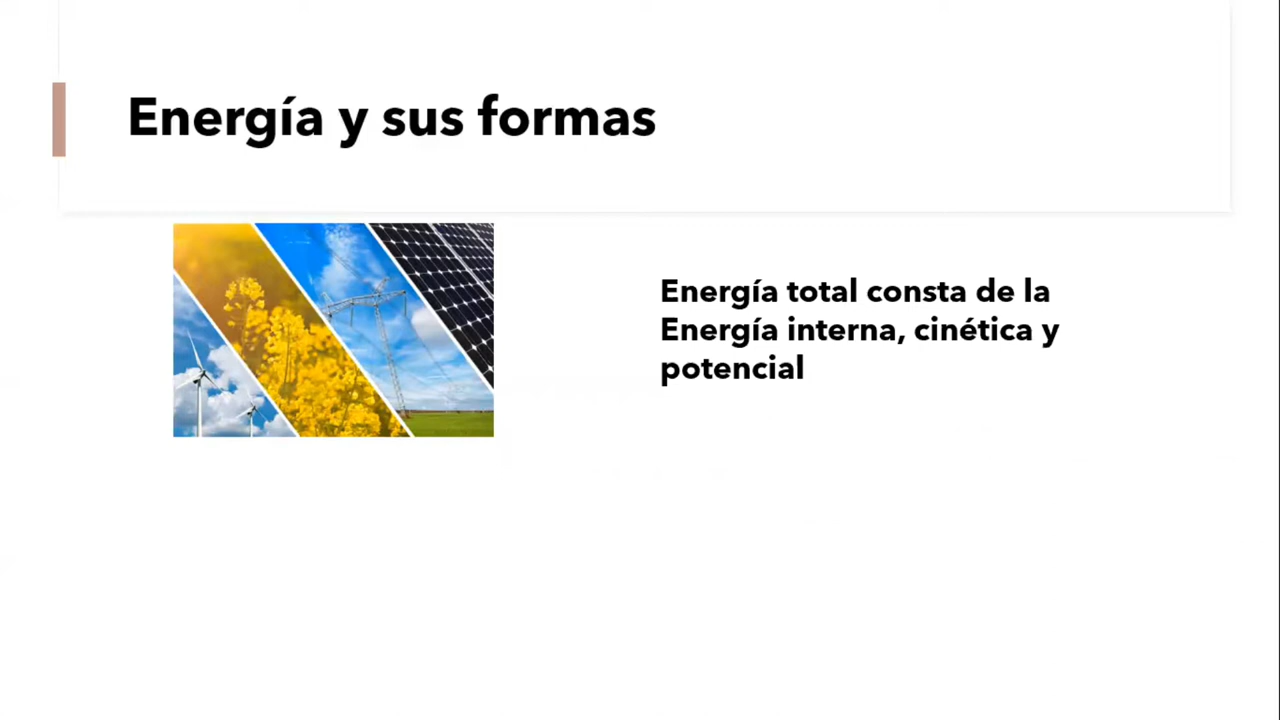 Energía y sus formas
Energía total consta de la
Energía interna, cinética y
potencial